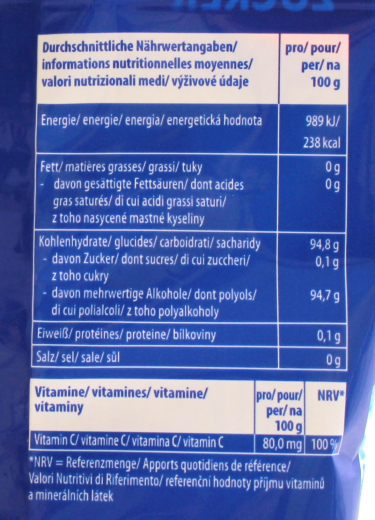 ZUCKER
Durchschnittliche Nährwertangaben/ pro/ pour/
informations nutritionnelles moyennes/ per/ na
valori nutrizionali medi/ výživové údaje 100 g
Energie/ energie/ energia/ energetická hodnota 989 kJ/
238 kcal
Fett/ matières grasses/ grassi/ tuky 0 g
- davon gesättigte Fettsäuren/ dont acides 0 g
gras saturés/ di cui acidi grassi saturi/
z toho nasycené mastné kyseliny
Kohlenhydrate/ glucides/ carboidrati/ sacharidy 94,8 g
- davon Zucker/ dont sucres/ di cui zuccheri/ 0,1 g
z toho cukry
- davon mehrwertige Alkohole/ dont polyols/ 94,7 g
di cui polialcoli/ z toho polyalkoholy
Eiweiß/ protéines/ proteine/ bílkoviny 0,1 g
Salz/ sel/ sale/ sůl 0 g
Vitamine/ vitamines/ vitamine/ pro/ pour/ NRV*
vitamíny per/ na
100 g
Vitamin C/ vitamine C/ vitamina C/ vitamin C 80,0 mg 100 %
*NRV = Referenzmenge/ Apports quotidiens de référence/
Valori Nutritivi di Riferimento/ referenční hodnoty příjmu vitamínů
a minerálních látek